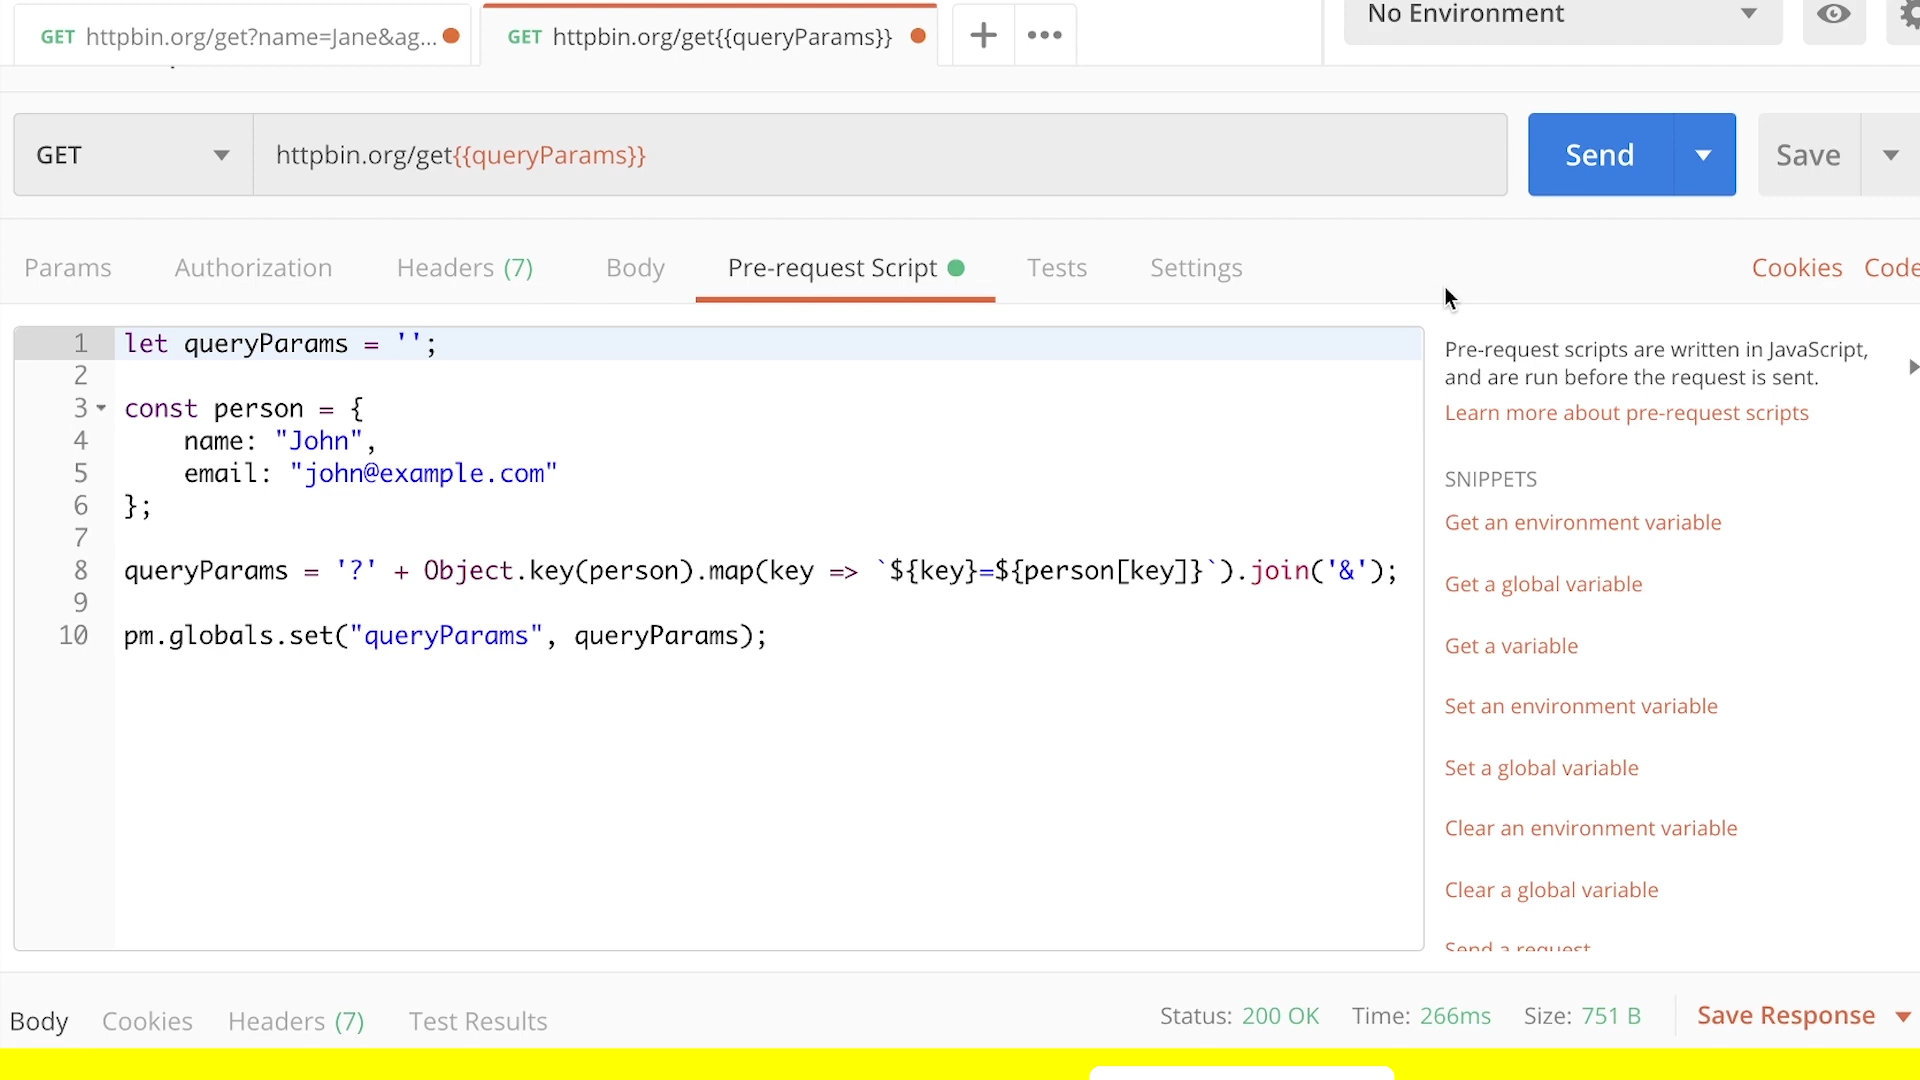 GET httpbin.org/get?name=Jane&ag...
GET httpbin.org/get{{queryParams}}
No Environment
GET
httpbin.org/get{{queryParams}}
Send
Save
Params
Authorization
Headers (7)
Body
Pre-request Script
Tests
Settings
Cookies
Code
1 let queryParams = '';
2
3 const person = {
4 name: "John",
5 email: "john@example.com"
6 };
7
8 queryParams = '?' + Object.key(person).map(key => `${key}=${person[key]}`).join('&');
9
10 pm.globals.set("queryParams", queryParams);
Pre-request scripts are written in JavaScript,
and are run before the request is sent.
Learn more about pre-request scripts
SNIPPETS
Get an environment variable
Get a global variable
Get a variable
Set an environment variable
Set a global variable
Clear an environment variable
Clear a global variable
Send a request
Body
Cookies
Headers (7)
Test Results
Status: 200 OK
Time: 266ms
Size: 751 B
Save Response